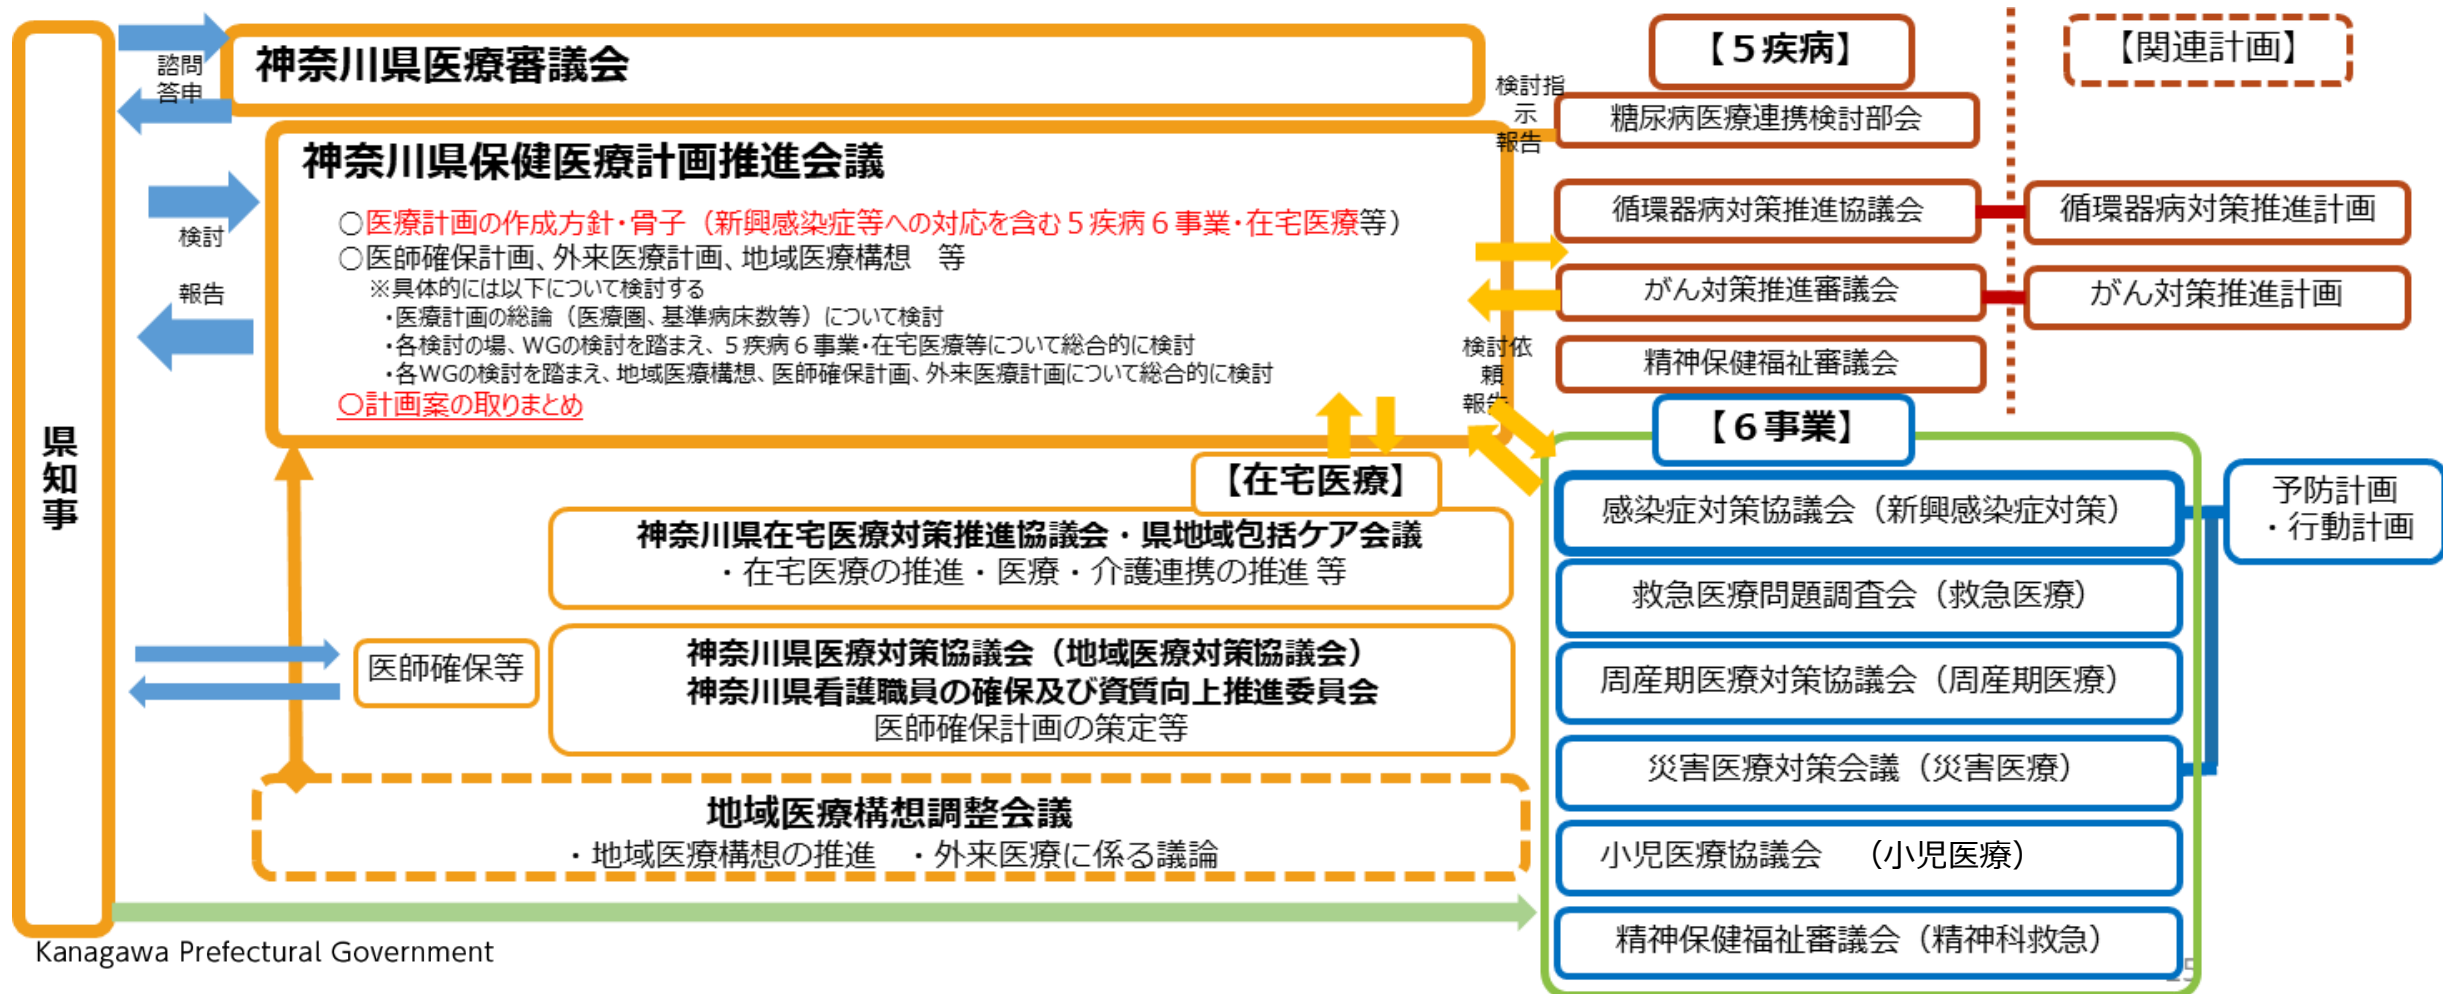 県知事
諮問
答申
神奈川県医療審議会
検討
報告
神奈川県保健医療計画推進会議
○医療計画の作成方針・骨子（新興感染症等への対応を含む５疾病６事業・在宅医療等）
○医師確保計画、外来医療計画、地域医療構想　等
※具体的には以下について検討する
・医療計画の総論（医療圏、基準病床数等）について検討
・各検討の場、WGの検討を踏まえ、５疾病６事業・在宅医療等について総合的に検討
・各WGの検討を踏まえ、地域医療構想、医師確保計画、外来医療計画について総合的に検討
○計画案の取りまとめ
検討指
示
報告
検討依
頼
報告
【５疾病】
糖尿病医療連携検討部会
循環器病対策推進協議会
がん対策推進審議会
精神保健福祉審議会
【関連計画】
循環器病対策推進計画
がん対策推進計画
【在宅医療】
神奈川県在宅医療対策推進協議会・県地域包括ケア会議
・在宅医療の推進・医療・介護連携の推進 等
医師確保等
神奈川県医療対策協議会（地域医療対策協議会）
神奈川県看護職員の確保及び資質向上推進委員会
医師確保計画の策定等
地域医療構想調整会議
・地域医療構想の推進　・外来医療に係る議論
【６事業】
感染症対策協議会（新興感染症対策）
救急医療問題調査会（救急医療）
周産期医療対策協議会（周産期医療）
災害医療対策会議（災害医療）
小児医療協議会　（小児医療）
精神保健福祉審議会（精神科救急）
予防計画
・行動計画
Kanagawa Prefectural Government